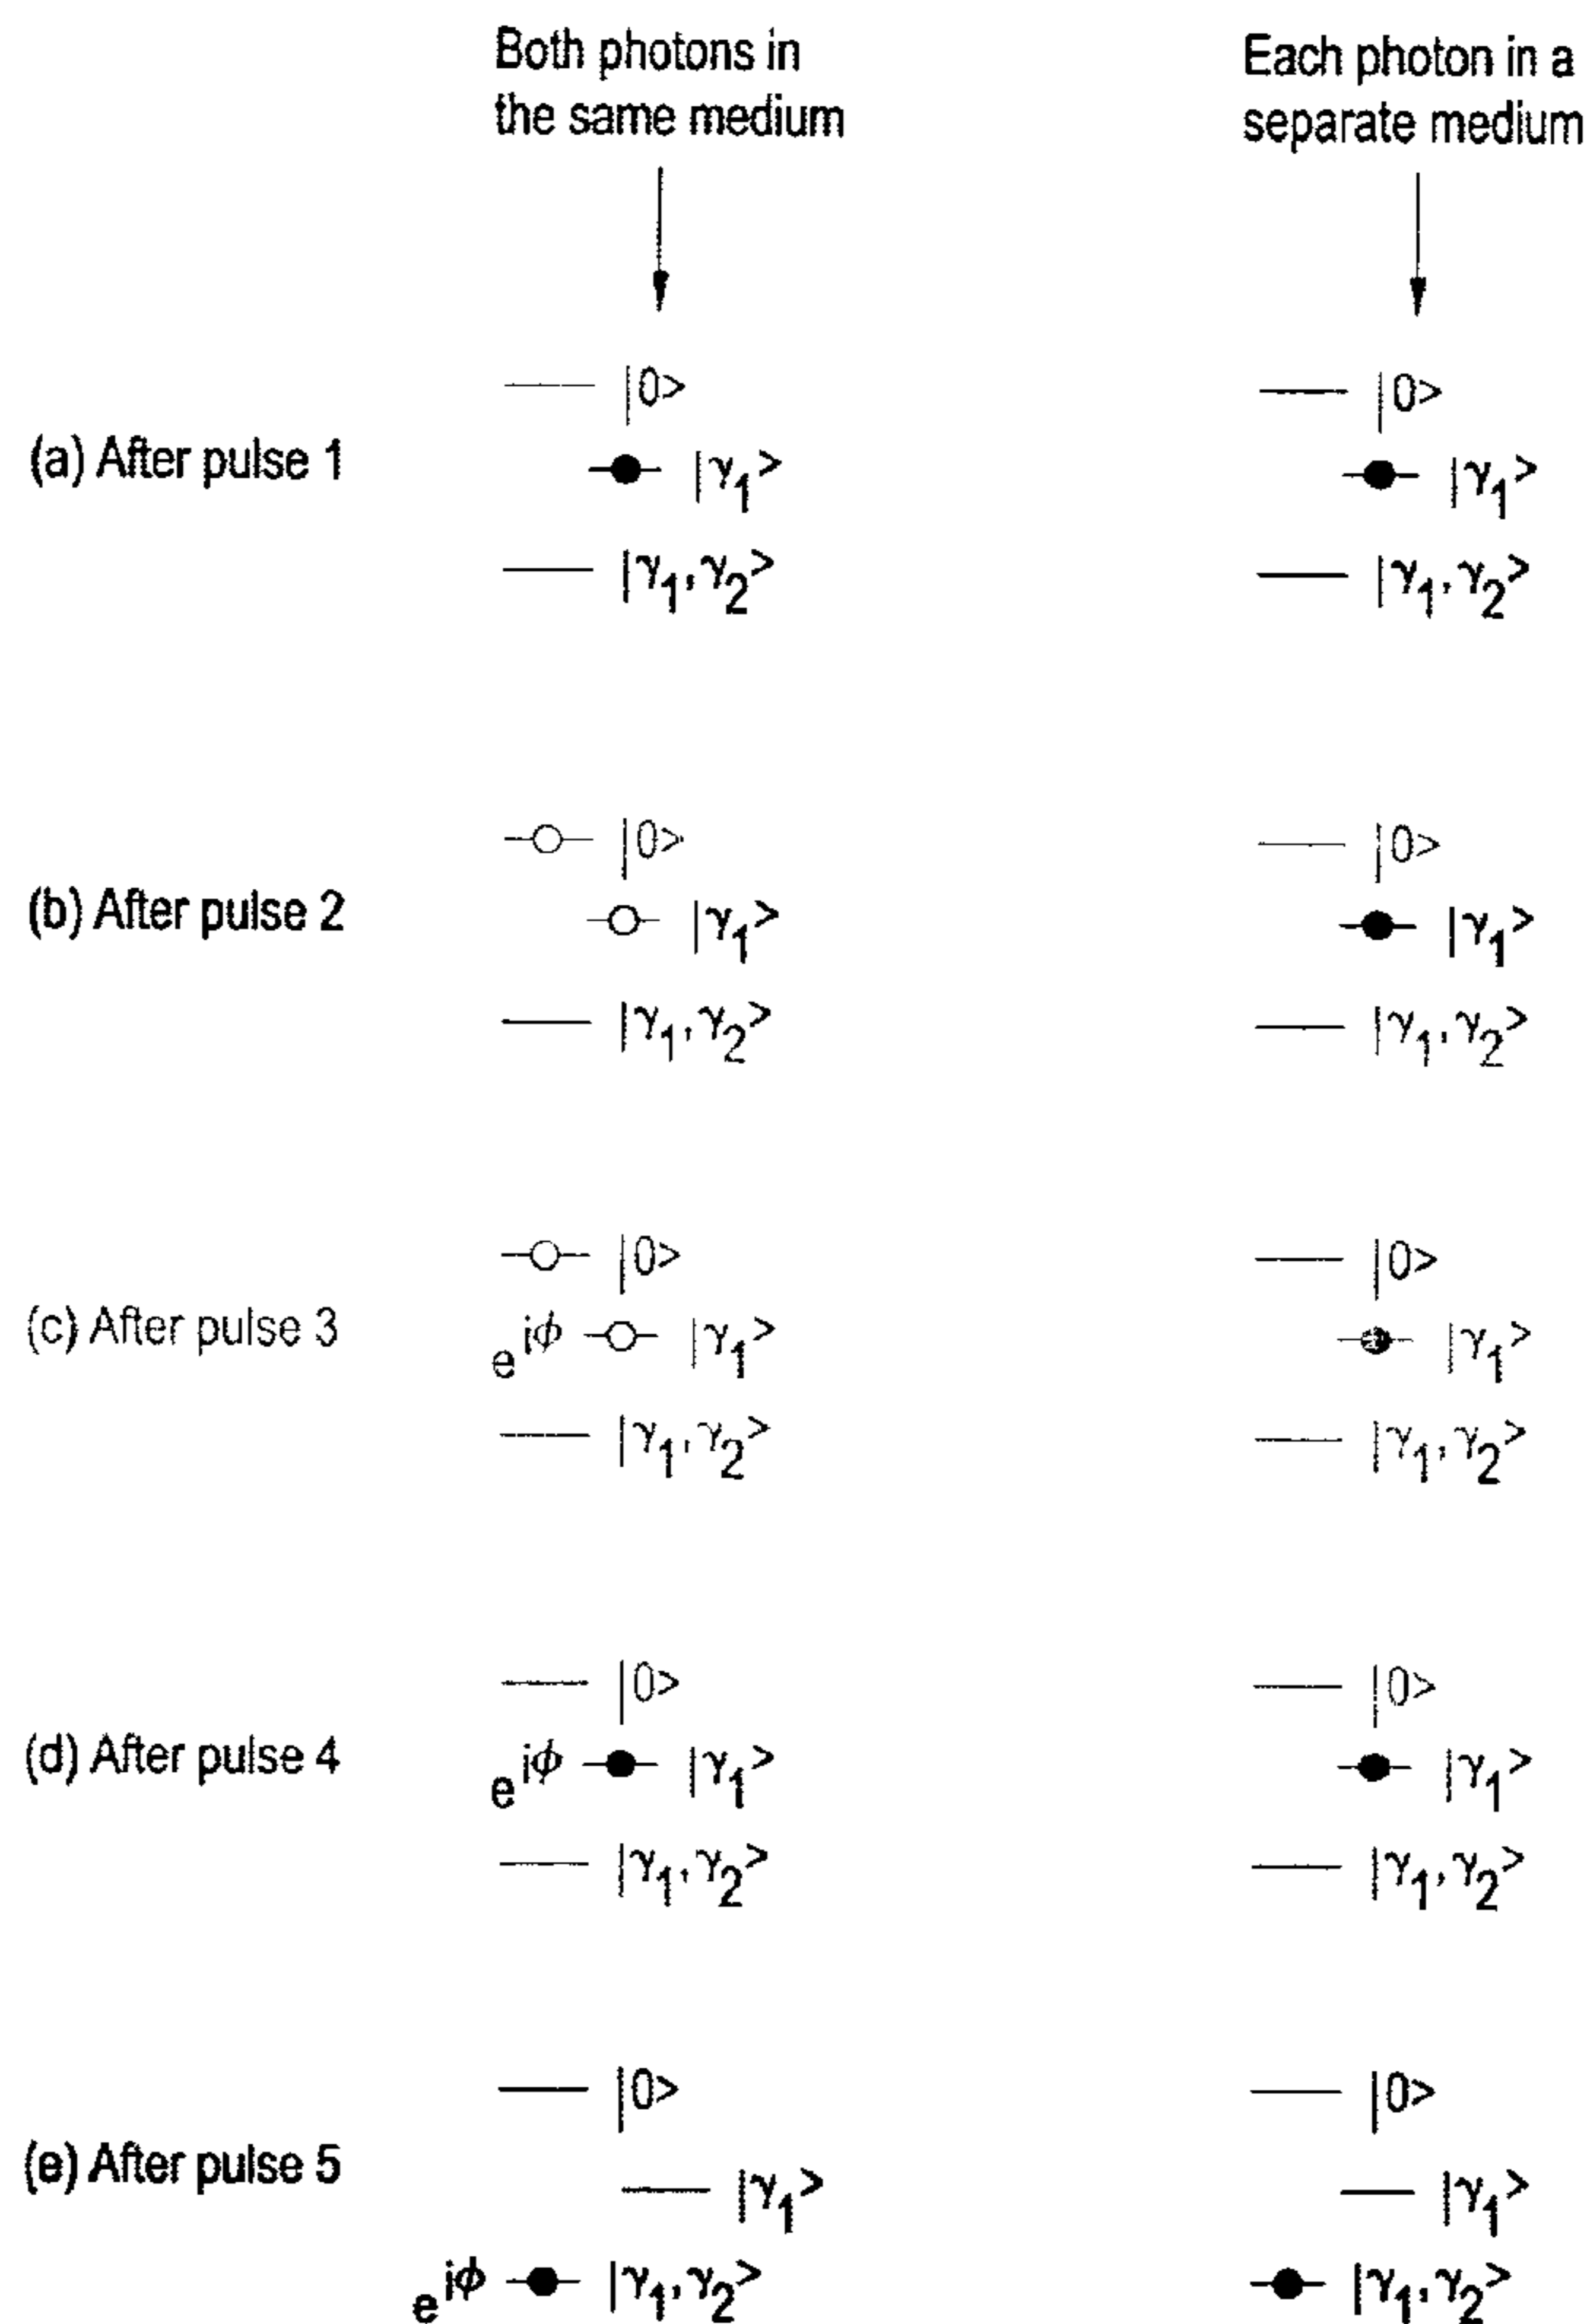 Both photons in
the same medium
Each photon in a
separate medium
|0>
|0>
(a) After pulse 1
|γ1>
|γ1>
|γ1,γ2>
|γ1,γ2>
|0>
|0>
(b) After pulse 2
|γ1>
|γ1>
|γ1,γ2>
|γ1,γ2>
|0>
|0>
(c) After pulse 3
e iϕ
|γ1>
|γ1>
|γ1,γ2>
|γ1,γ2>
|0>
|0>
(d) After pulse 4
e iϕ
|γ1>
|γ1>
|γ1,γ2>
|γ1,γ2>
|0>
|0>
(e) After pulse 5
|γ1>
|γ1>
e iϕ
|γ1,γ2>
|γ1,γ2>